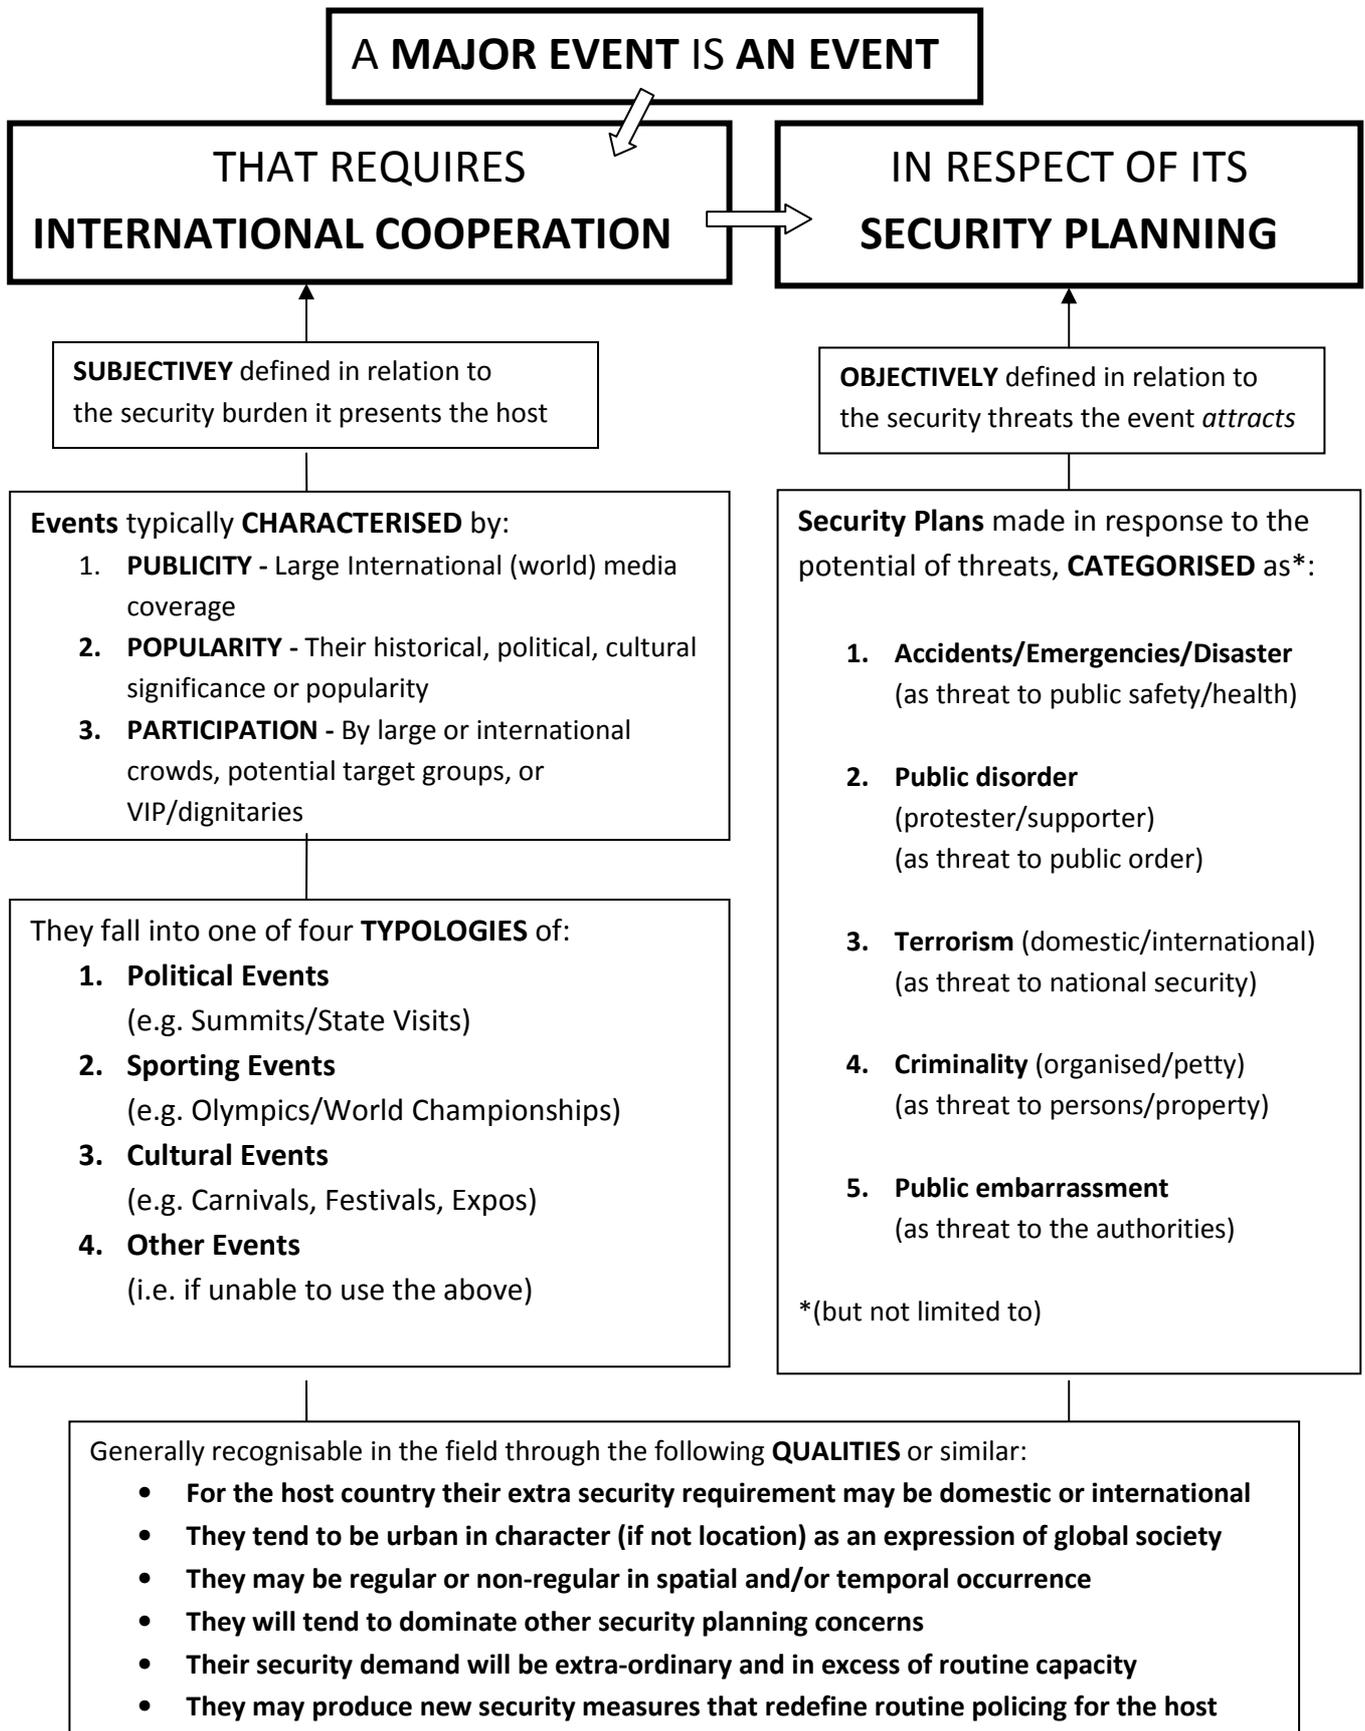 A MAJOR EVENT IS AN EVENT
THAT REQUIRES
INTERNATIONAL COOPERATION
IN RESPECT OF ITS
SECURITY PLANNING
SUBJECTIVEY defined in relation to
the security burden it presents the host
OBJECTIVELY defined in relation to
the security threats the event attracts
Events typically CHARACTERISED by:
1. PUBLICITY - Large International (world) media
coverage
2. POPULARITY - Their historical, political, cultural
significance or popularity
3. PARTICIPATION - By large or international
crowds, potential target groups, or
VIP/dignitaries
They fall into one of four TYPOLOGIES of:
1. Political Events
(e.g. Summits/State Visits)
2. Sporting Events
(e.g. Olympics/World Championships)
3. Cultural Events
(e.g. Carnivals, Festivals, Expos)
4. Other Events
(i.e. if unable to use the above)
Security Plans made in response to the
potential of threats, CATEGORISED as*:
1. Accidents/Emergencies/Disaster
(as threat to public safety/health)
2. Public disorder
(protester/supporter)
(as threat to public order)
3. Terrorism (domestic/international)
(as threat to national security)
4. Criminality (organised/petty)
(as threat to persons/property)
5. Public embarrassment
(as threat to the authorities)
*(but not limited to)
Generally recognisable in the field through the following QUALITIES or similar:
• For the host country their extra security requirement may be domestic or international
• They tend to be urban in character (if not location) as an expression of global society
• They may be regular or non-regular in spatial and/or temporal occurrence
• They will tend to dominate other security planning concerns
• Their security demand will be extra-ordinary and in excess of routine capacity
• They may produce new security measures that redefine routine policing for the host